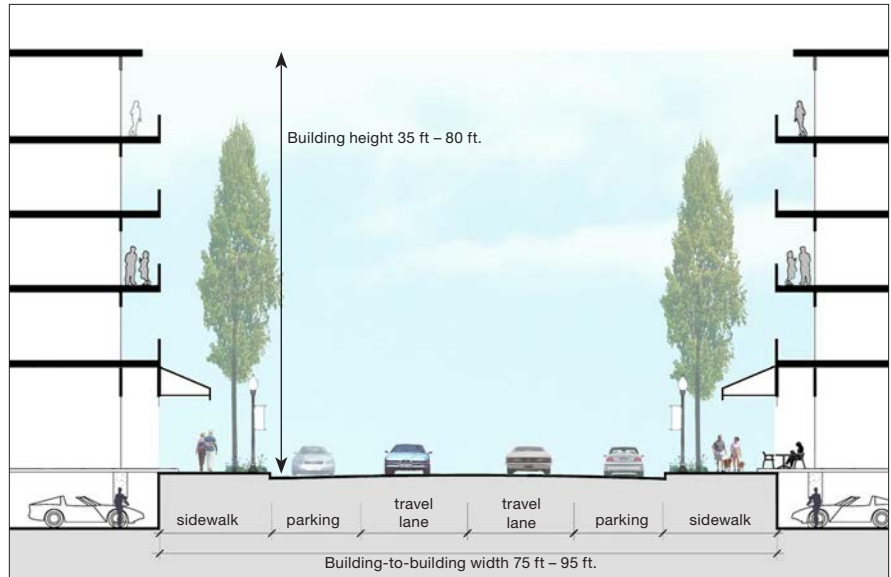 Building height 35 ft – 80 ft.
sidewalk
parking
travel
lane
travel
lane
parking
sidewalk
Building-to-building width 75 ft – 95 ft.